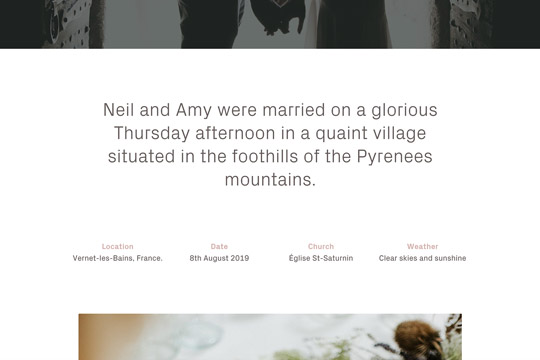 Neil and Amy were married on a glorious
Thursday afternoon in a quaint village
situated in the foothills of the Pyrenees
mountains.
Location
Vernet-les-Bains, France.
Date
8th August 2019
Church
Église St-Saturnin
Weather
Clear skies and sunshine